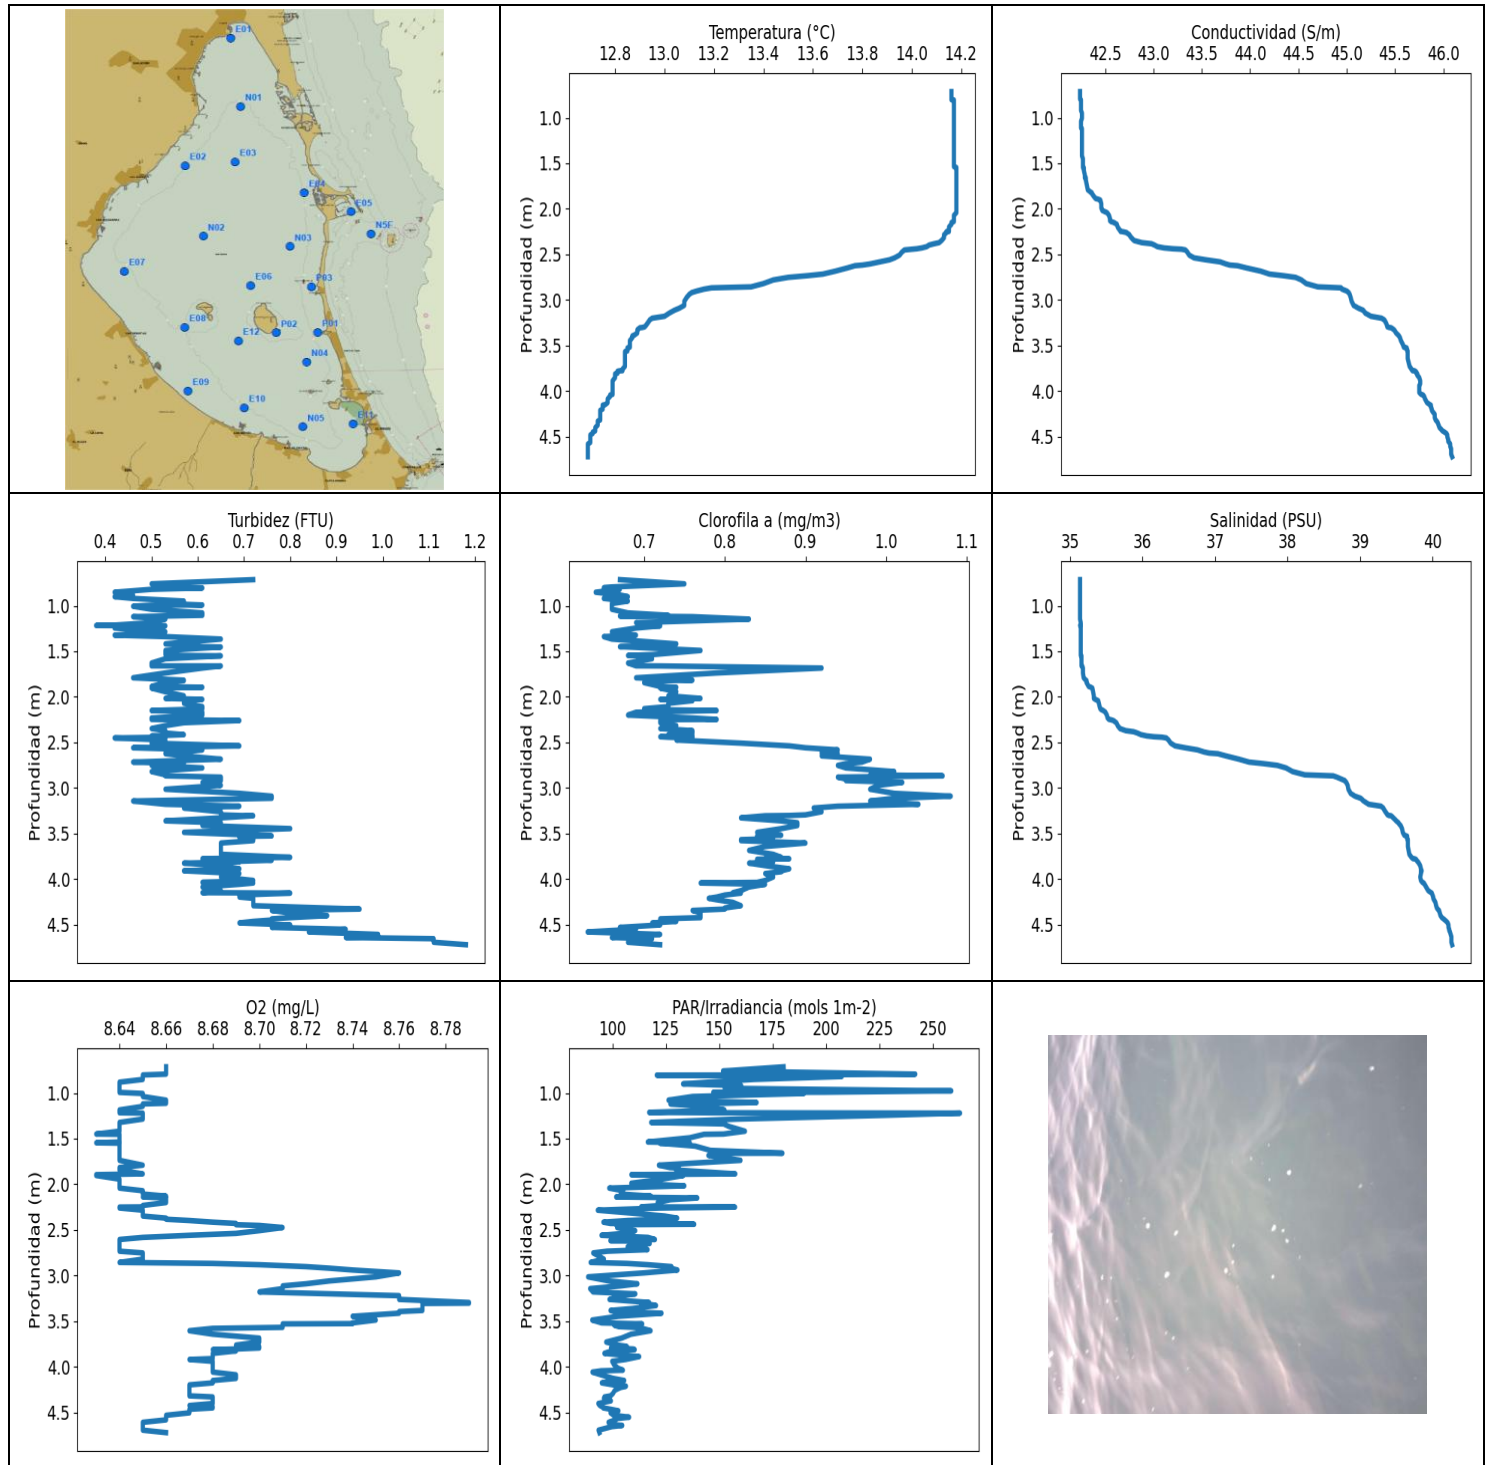 E01
N01
E02
E03
E04
E05
N5F
N02
N03
E07
E06
P03
E08
P02
P01
E12
N04
E09
E10
N05
E11
Temperatura (°C)
12.8 13.0 13.2 13.4 13.6 13.8 14.0 14.2
Profundidad (m)
1.0
1.5
2.0
2.5
3.0
3.5
4.0
4.5
Conductividad (S/m)
42.5 43.0 43.5 44.0 44.5 45.0 45.5 46.0
Profundidad (m)
1.0
1.5
2.0
2.5
3.0
3.5
4.0
4.5
Turbidez (FTU)
0.4 0.5 0.6 0.7 0.8 0.9 1.0 1.1 1.2
Profundidad (m)
1.0
1.5
2.0
2.5
3.0
3.5
4.0
4.5
Clorofila a (mg/m3)
0.7 0.8 0.9 1.0 1.1
Profundidad (m)
1.0
1.5
2.0
2.5
3.0
3.5
4.0
4.5
Salinidad (PSU)
35 36 37 38 39 40
Profundidad (m)
1.0
1.5
2.0
2.5
3.0
3.5
4.0
4.5
O2 (mg/L)
8.64 8.66 8.68 8.70 8.72 8.74 8.76 8.78
Profundidad (m)
1.0
1.5
2.0
2.5
3.0
3.5
4.0
4.5
PAR/Irradiancia (mols 1m-2)
100 125 150 175 200 225 250
Profundidad (m)
1.0
1.5
2.0
2.5
3.0
3.5
4.0
4.5